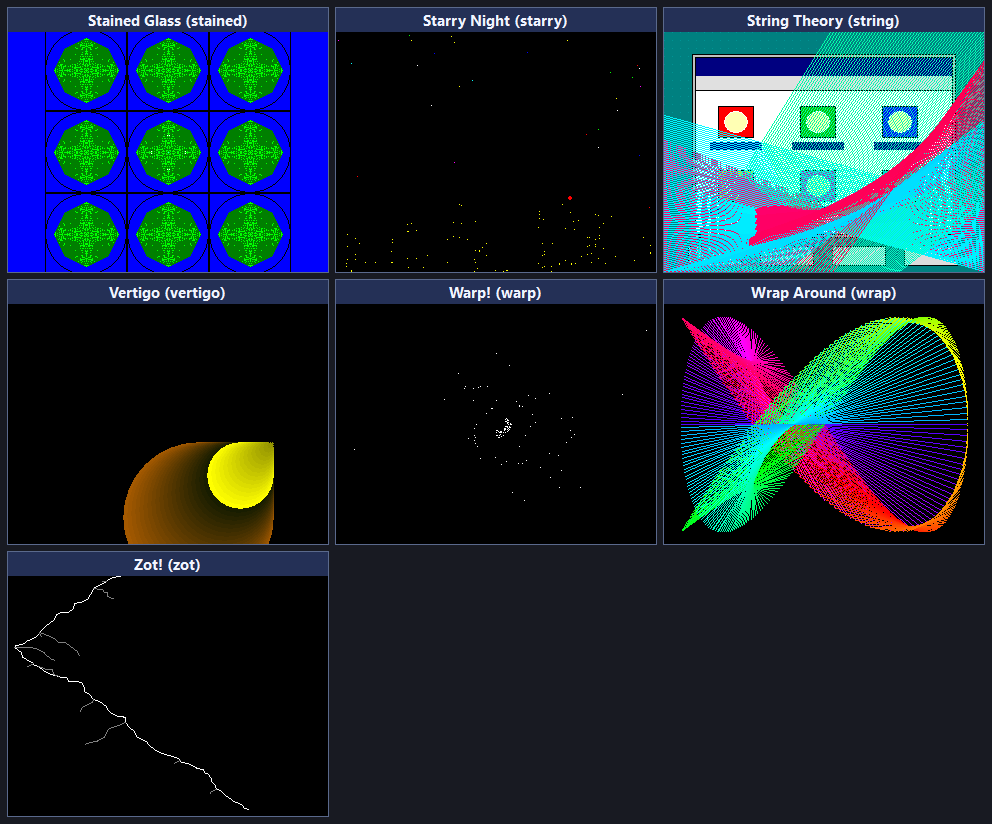 Stained Glass (stained)
Starry Night (starry)
String Theory (string)
Vertigo (vertigo)
Warp! (warp)
Wrap Around (wrap)
Zot! (zot)